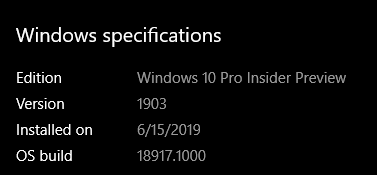 Windows specifications
Edition Windows 10 Pro Insider Preview
Version 1903
Installed on 6/15/2019
OS build 18917.1000